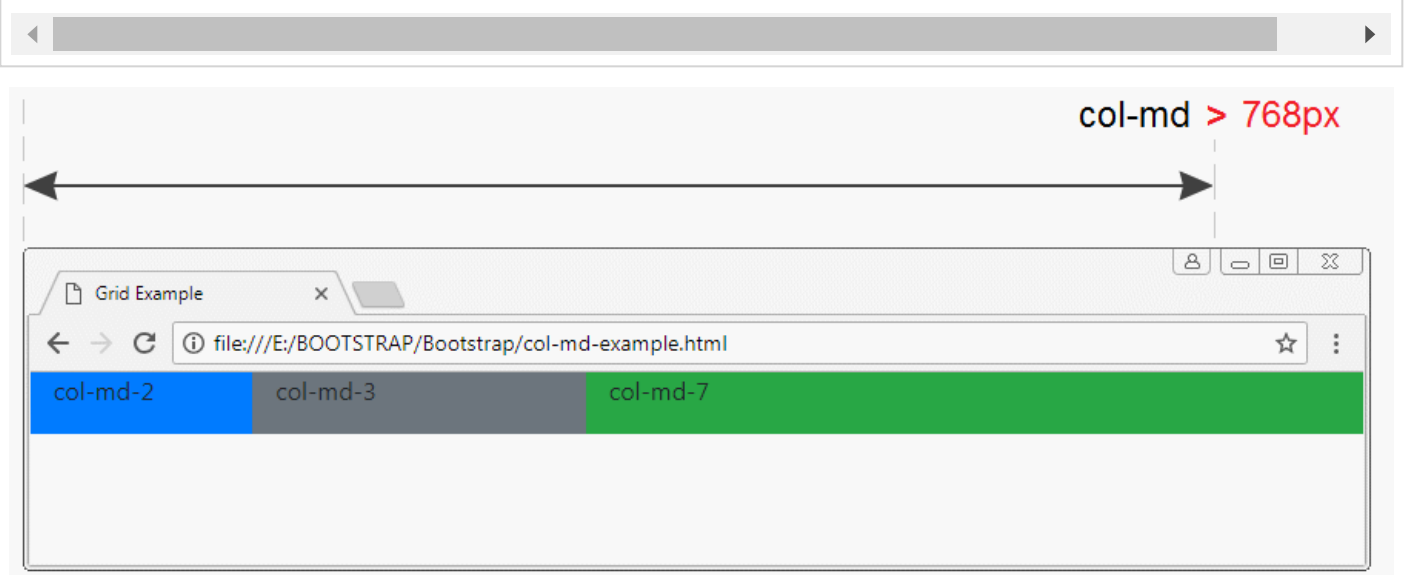 col-md > 768px
Grid Example
file:///E:/BOOTSTRAP/Bootstrap/col-md-example.html
col-md-2 col-md-3 col-md-7